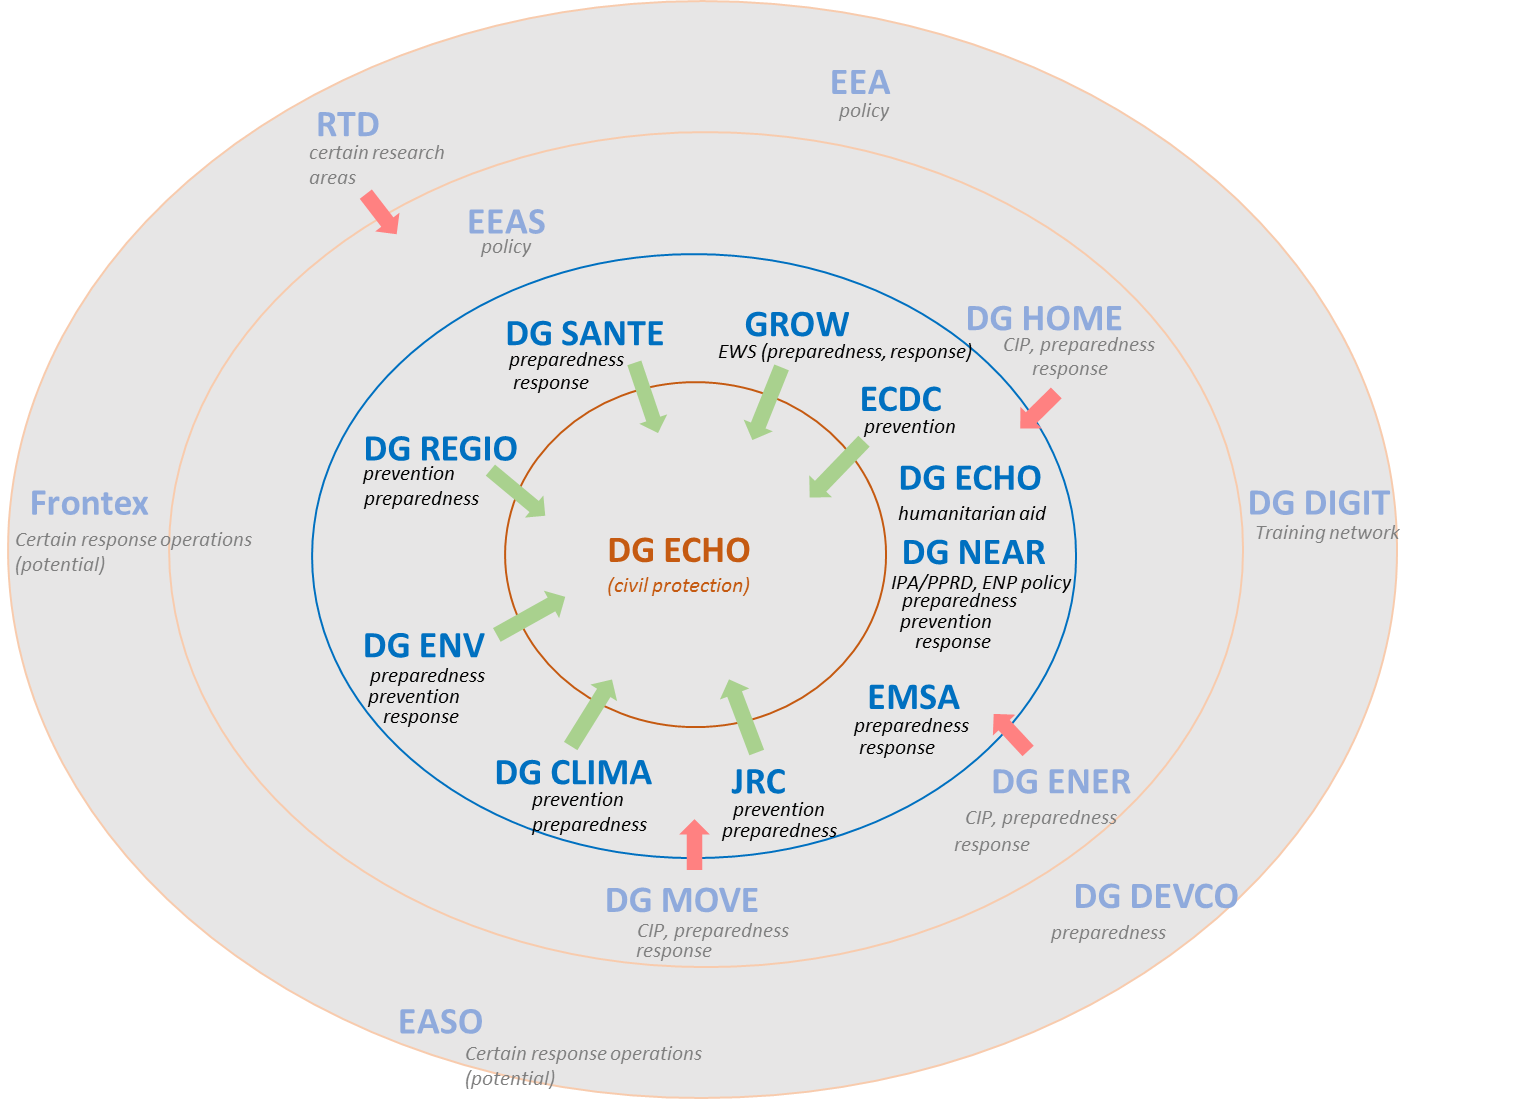 EEA
policy
RTD
certain research
areas
EEAS
policy
DG SANTE
preparedness
response
GROW
EWS (preparedness, response)
DG HOME
CIP, preparedness
response
ECDC
prevention
DG REGIO
prevention
preparedness
DG ECHO
humanitarian aid
Frontex
Certain response operations
(potential)
DG DIGIT
Training network
DG ECHO
(civil protection)
DG NEAR
IPA/PPRD, ENP policy
preparedness
prevention
response
DG ENV
preparedness
prevention
response
EMSA
preparedness
response
DG CLIMA
prevention
preparedness
JRC
prevention
preparedness
DG ENER
CIP, preparedness
response
DG MOVE
CIP, preparedness
response
DG DEVCO
preparedness
EASO
Certain response operations
(potential)